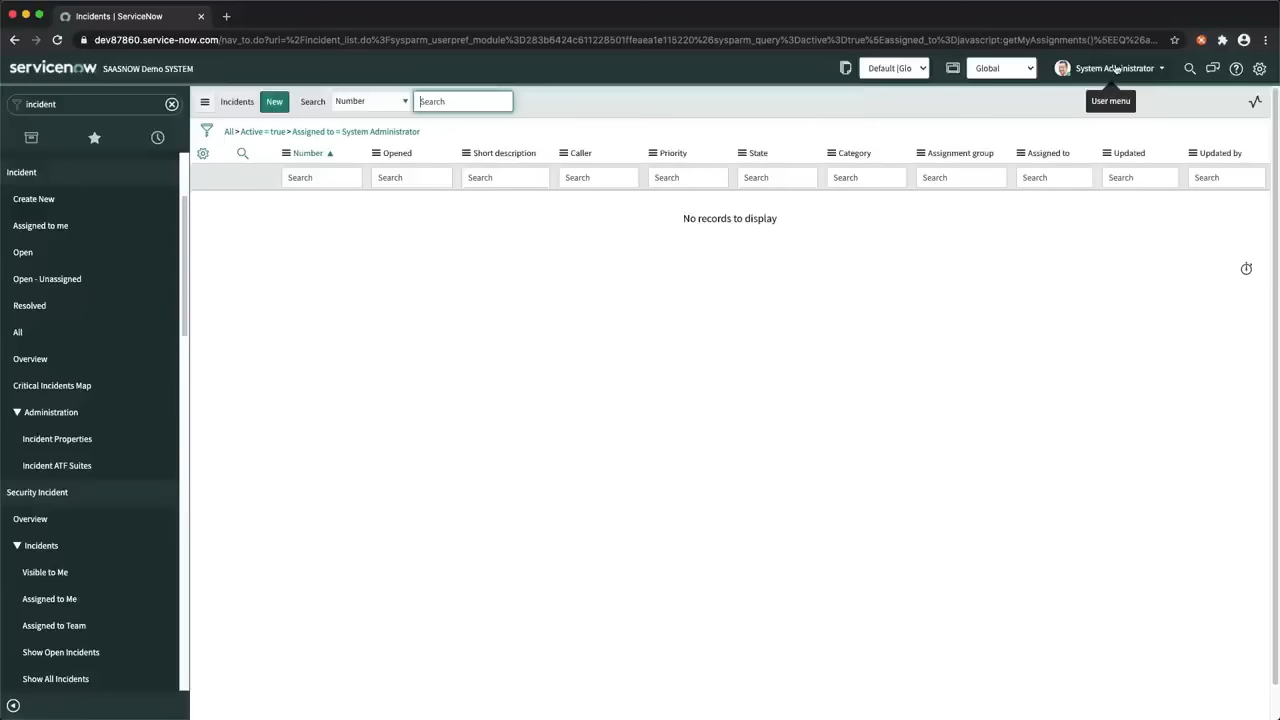 Incidents | ServiceNow
dev87860.service-now.com/nav_to.do?uri=%2Fincident_list.do%3Fsysparm_userpref_module%3D283b6424c611228501ffeaea1e115220%26sysparm_query%3Dactive%3Dtrue%5Eassigned_to%3Djavascript:getMyAssignments()%5EEQ%26a...
servicenow SAASNOW Demo SYSTEM Default [Glo Global System Administrator
incident
Incidents New Search Number Search User menu
All > Active = true > Assigned to = System Administrator
Number Opened Short description Caller Priority State Category Assignment group Assigned to Updated Updated by
Search Search Search Search Search Search Search Search Search Search Search
No records to display
Incident
Create New
Assigned to me
Open
Open - Unassigned
Resolved
All
Overview
Critical Incidents Map
Administration
Incident Properties
Incident ATF Suites
Security Incident
Overview
Incidents
Visible to Me
Assigned to Me
Assigned to Team
Show Open Incidents
Show All Incidents